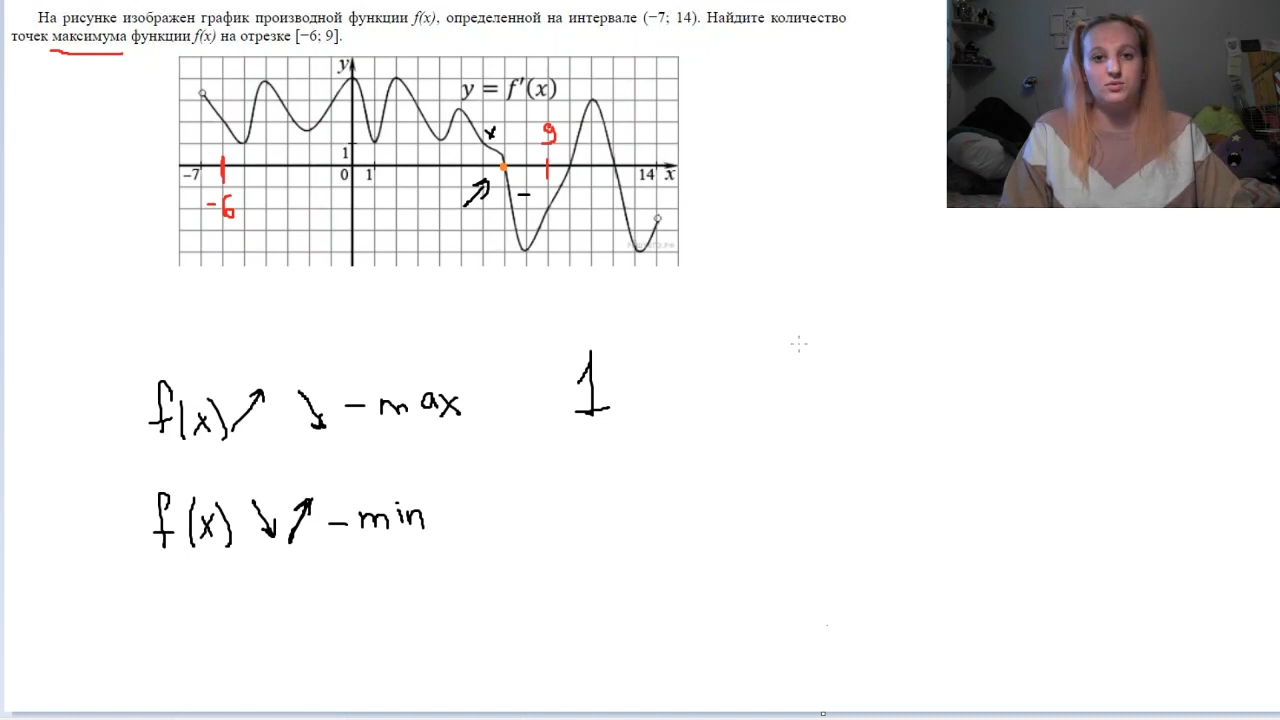 На рисунке изображен график производной функции f(x), определенной на интервале (−7; 14). Найдите количество
точек максимума функции f(x) на отрезке [−6; 9].
y
y = f′(x)
+
9
1
−7
0
1
14
x
-6
−
f(x) ↗ ↘ - max
1
f(x) ↘ ↗ - min